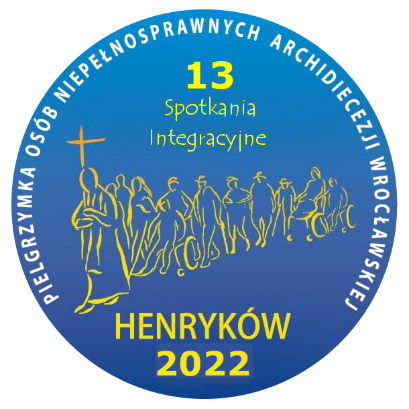 PIELGRZYMKA OSÓB NIEPEŁNOSPRAWNYCH ARCHIDIECEZJI WROCŁAWSKIEJ
13
Spotkania
Integracyjne
HENRYKÓW
2022